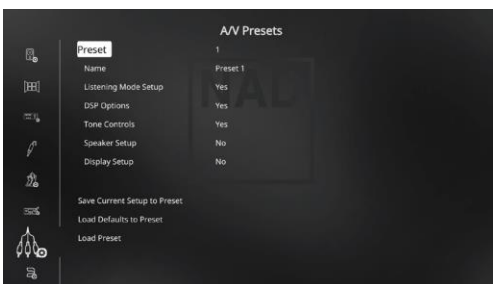 A/V Presets
Preset 1
Name Preset 1
Listening Mode Setup Yes
DSP Options Yes
Tone Controls Yes
Speaker Setup No
Display Setup No
Save Current Setup to Preset
Load Defaults to Preset
Load Preset
NAD